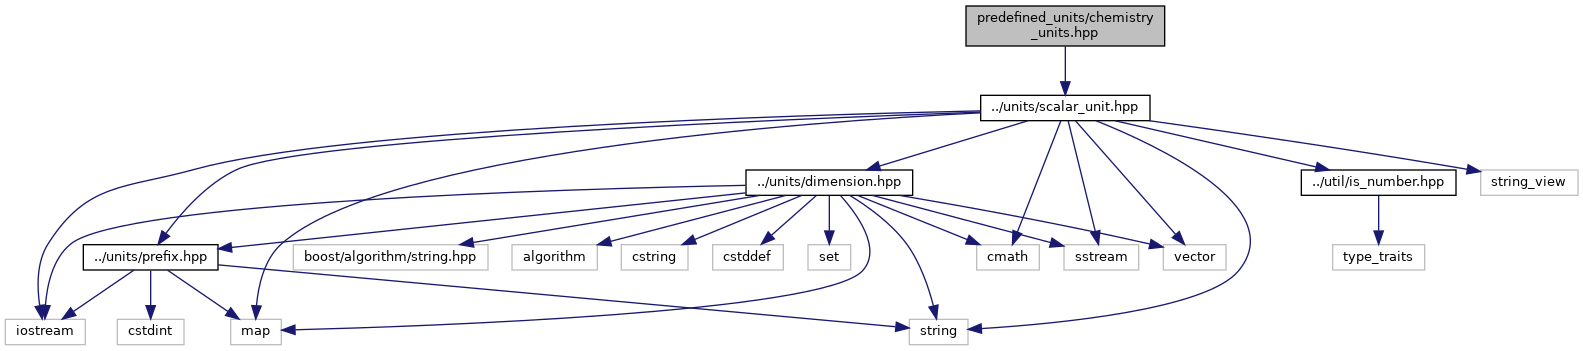 predefined_units/chemistry
_units.hpp
../units/scalar_unit.hpp
../units/dimension.hpp
../util/is_number.hpp
string_view
../units/prefix.hpp
boost/algorithm/string.hpp
algorithm
cstring
cstddef
set
cmath
sstream
vector
type_traits
iostream
cstdint
map
string